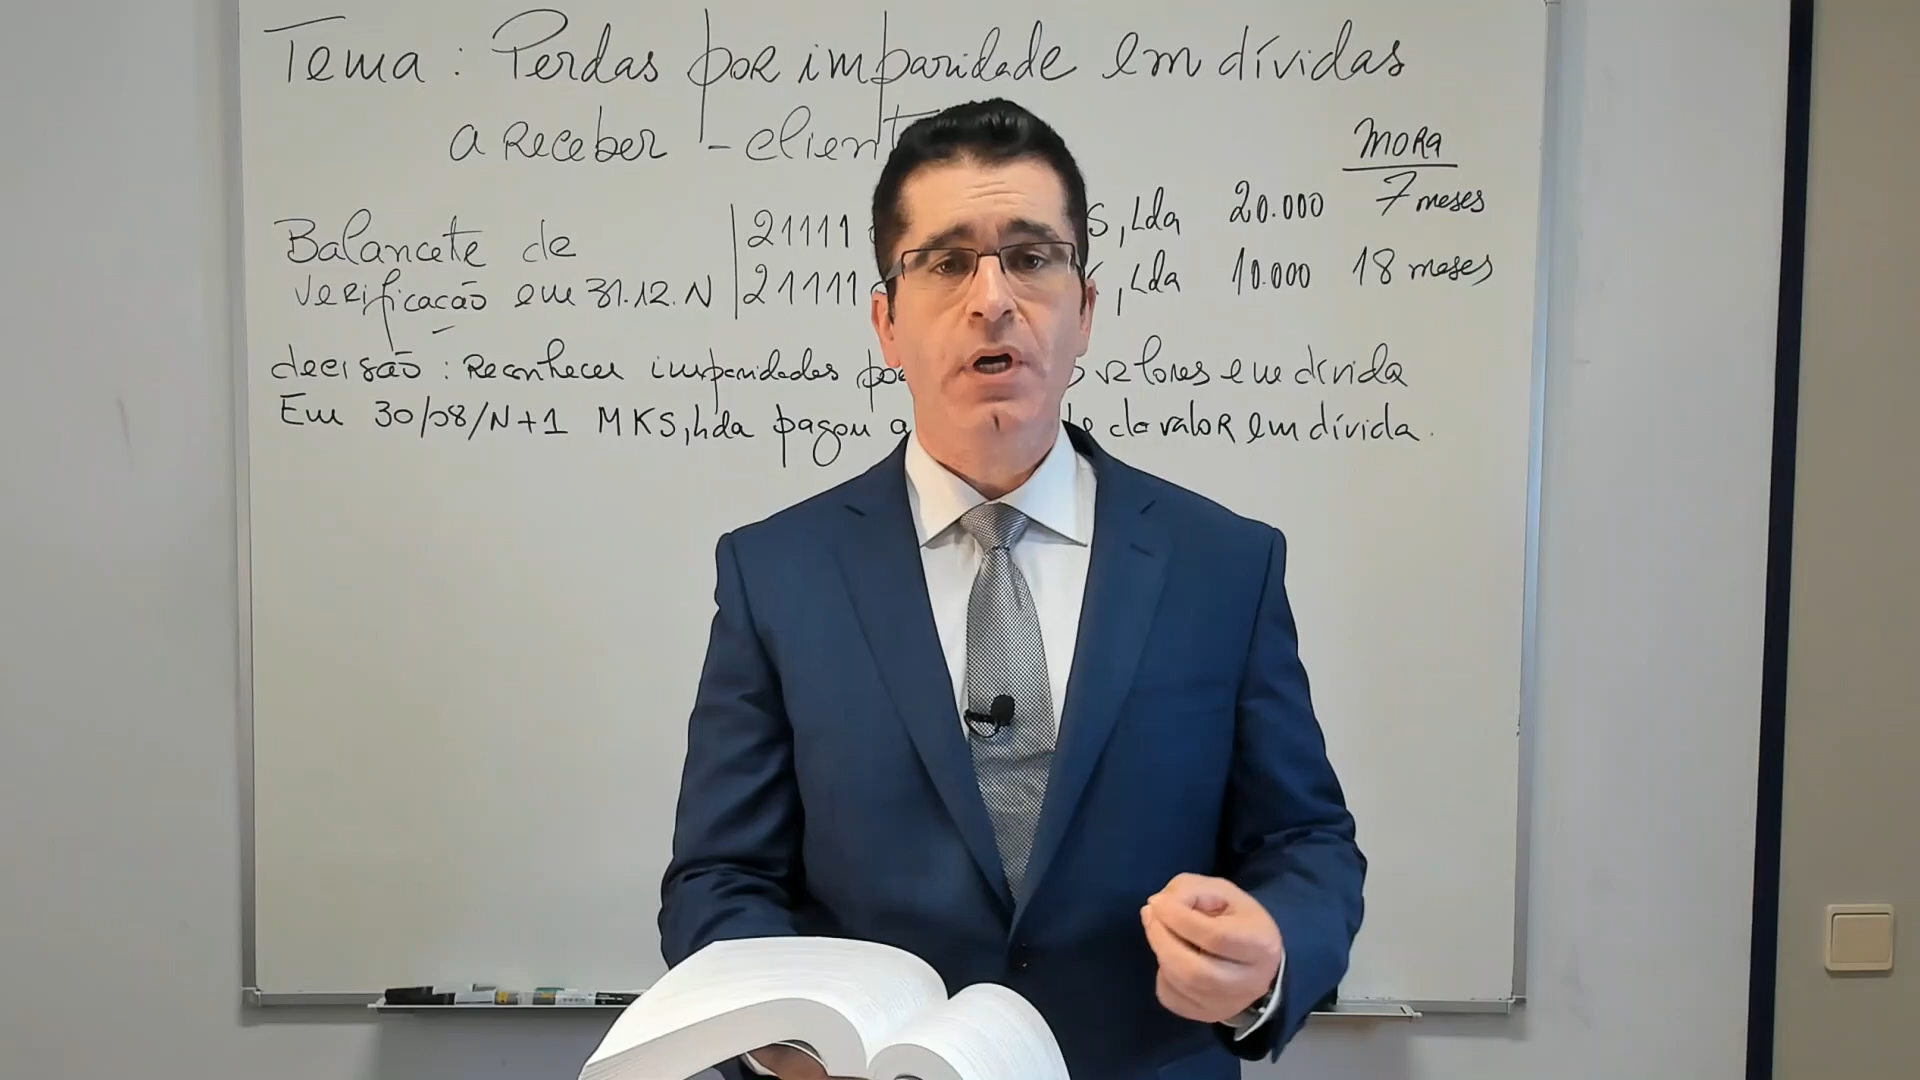 Tema: Perdas por imparidade em dívidas
a receber - client
MORA
21111 S, Lda 20.000 7 meses
Balancete de
verificação em 31.12.N 21111 , Lda 10.000 18 meses
decisão: Reconhecer imparidades valores em dívida
Em 30/08/N+1 MKS, Lda pagou do valor em dívida.